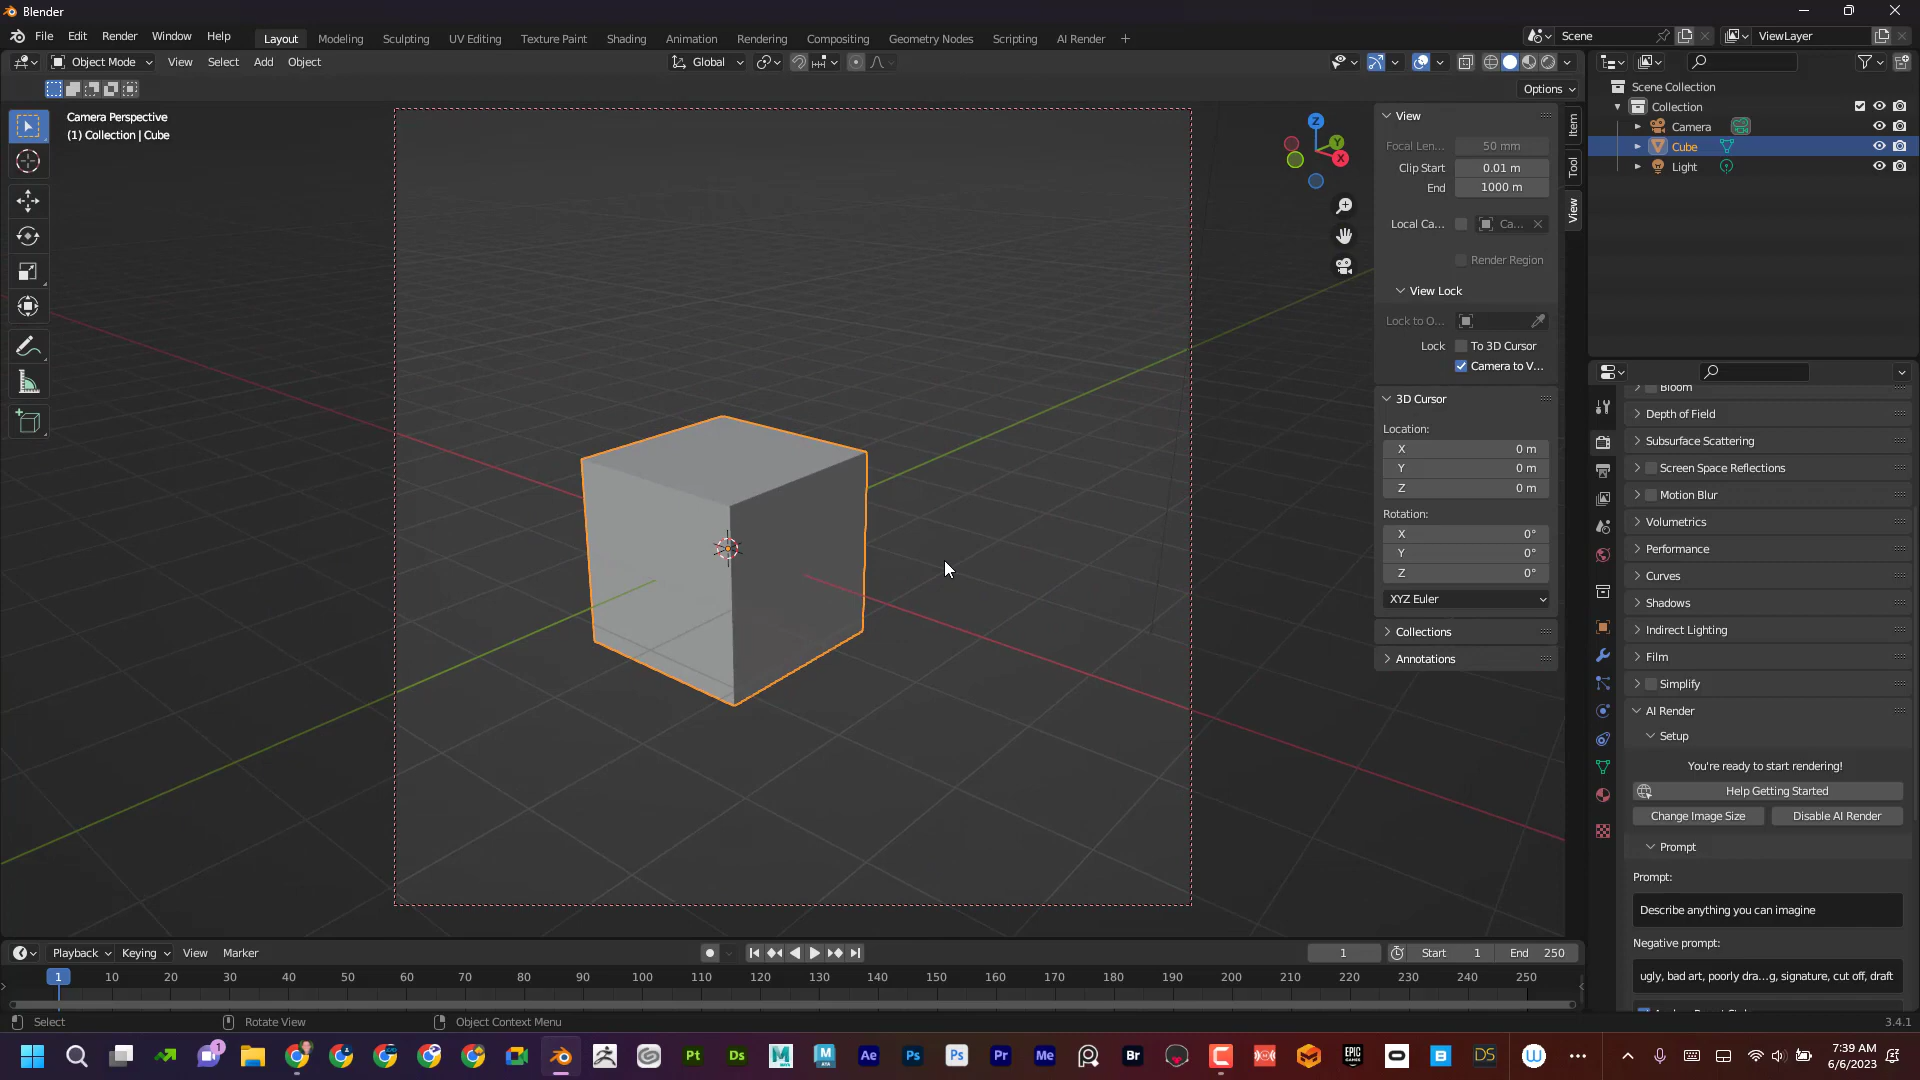 Blender
File Edit Render Window Help Layout Modeling Sculpting UV Editing Texture Paint Shading Animation Rendering Compositing Geometry Nodes Scripting AI Render + Scene ViewLayer
Object Mode View Select Add Object Global
Options
Camera Perspective
(1) Collection | Cube
Z
Y
X
View
Focal Len... 50 mm
Clip Start 0.01 m
End 1000 m
Local Ca... Ca...
Render Region
View Lock
Lock to O...
Lock To 3D Cursor
Camera to V...
3D Cursor
Location:
X 0 m
Y 0 m
Z 0 m
Rotation:
X 0°
Y 0°
Z 0°
XYZ Euler
Collections
Annotations
Item
Tool
View
Scene Collection
Collection
Camera
Cube
Light
Bloom
Depth of Field
Subsurface Scattering
Screen Space Reflections
Motion Blur
Volumetrics
Performance
Curves
Shadows
Indirect Lighting
Film
Simplify
AI Render
Setup
You're ready to start rendering!
Help Getting Started
Change Image Size Disable AI Render
Prompt
Prompt:
Describe anything you can imagine
Negative prompt:
ugly, bad art, poorly dra...g, signature, cut off, draft
Playback Keying View Marker 1 Start 1 End 250
1 10 20 30 40 50 60 70 80 90 100 110 120 130 140 150 160 170 180 190 200 210 220 230 240 250
Select Rotate View Object Context Menu 3.4.1
1 Pt Ds M M Ae Ps Ps Pr Me Br C EPIC GAMES B DS W
7:39 AM
6/6/2023